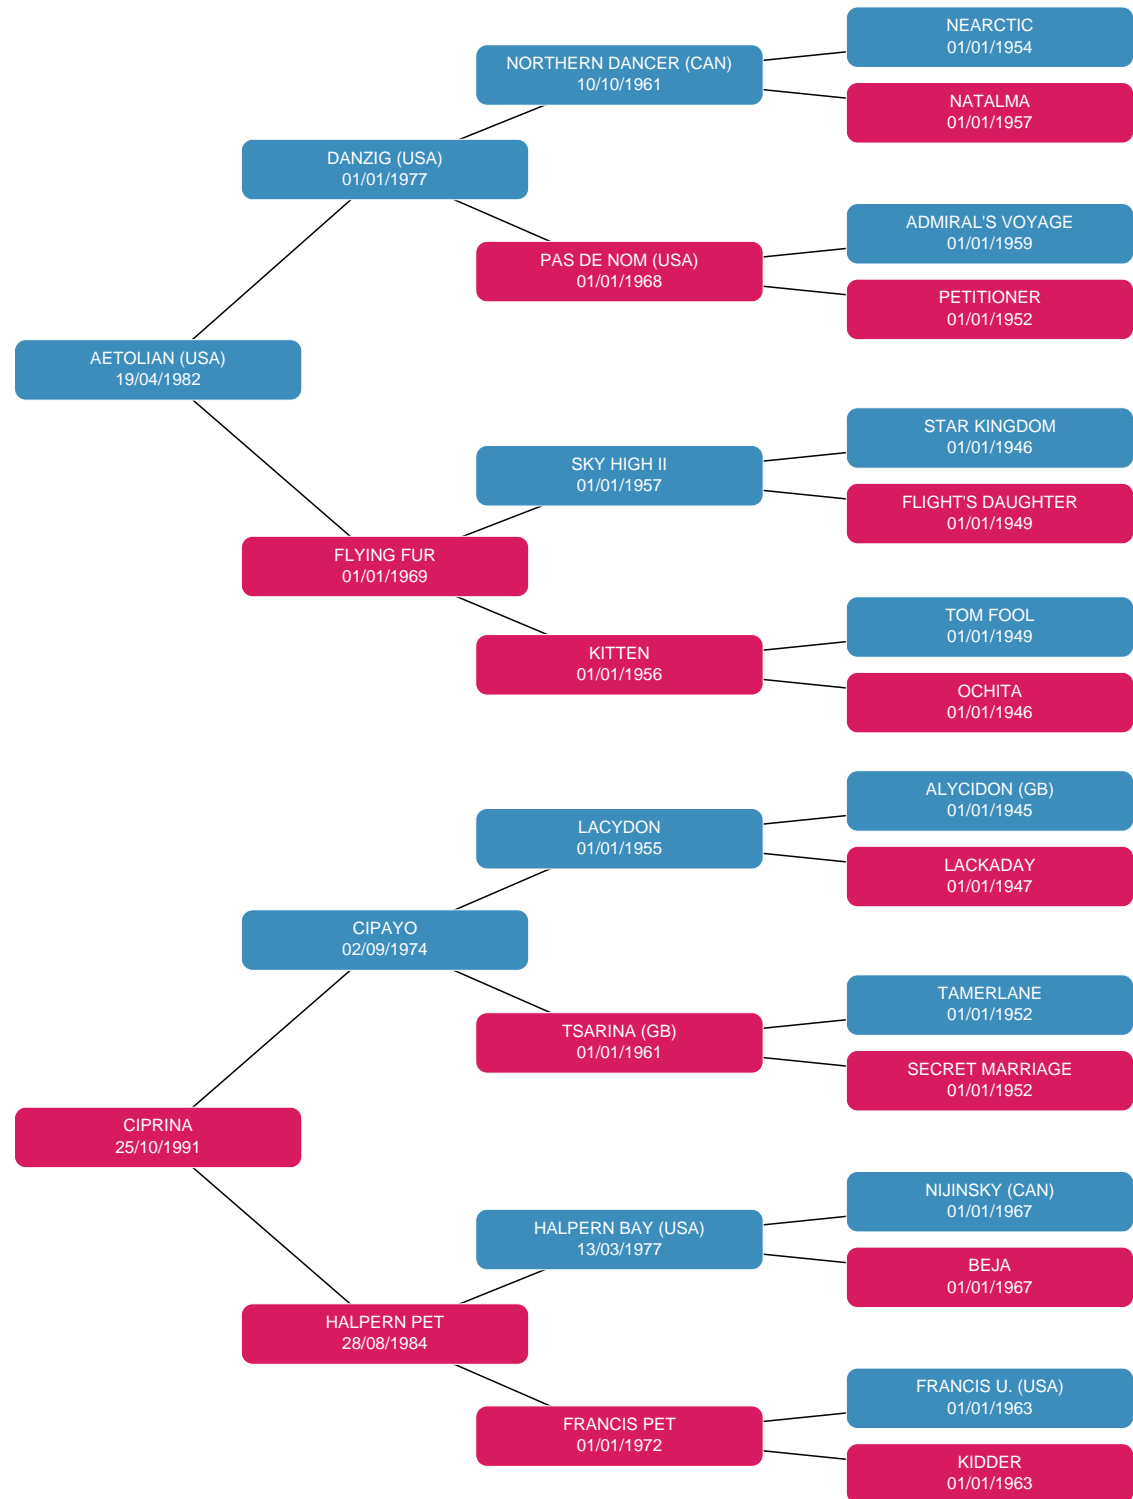 NEARCTIC
01/01/1954
NORTHERN DANCER (CAN)
10/10/1961
NATALMA
01/01/1957
DANZIG (USA)
01/01/1977
ADMIRAL'S VOYAGE
01/01/1959
PAS DE NOM (USA)
01/01/1968
PETITIONER
01/01/1952
AETOLIAN (USA)
19/04/1982
STAR KINGDOM
01/01/1946
SKY HIGH II
01/01/1957
FLIGHT'S DAUGHTER
01/01/1949
FLYING FUR
01/01/1969
TOM FOOL
01/01/1949
KITTEN
01/01/1956
OCHITA
01/01/1946
ALYCIDON (GB)
01/01/1945
LACYDON
01/01/1955
LACKADAY
01/01/1947
CIPAYO
02/09/1974
TAMERLANE
01/01/1952
TSARINA (GB)
01/01/1961
SECRET MARRIAGE
01/01/1952
CIPRINA
25/10/1991
NIJINSKY (CAN)
01/01/1967
HALPERN BAY (USA)
13/03/1977
BEJA
01/01/1967
HALPERN PET
28/08/1984
FRANCIS U. (USA)
01/01/1963
FRANCIS PET
01/01/1972
KIDDER
01/01/1963